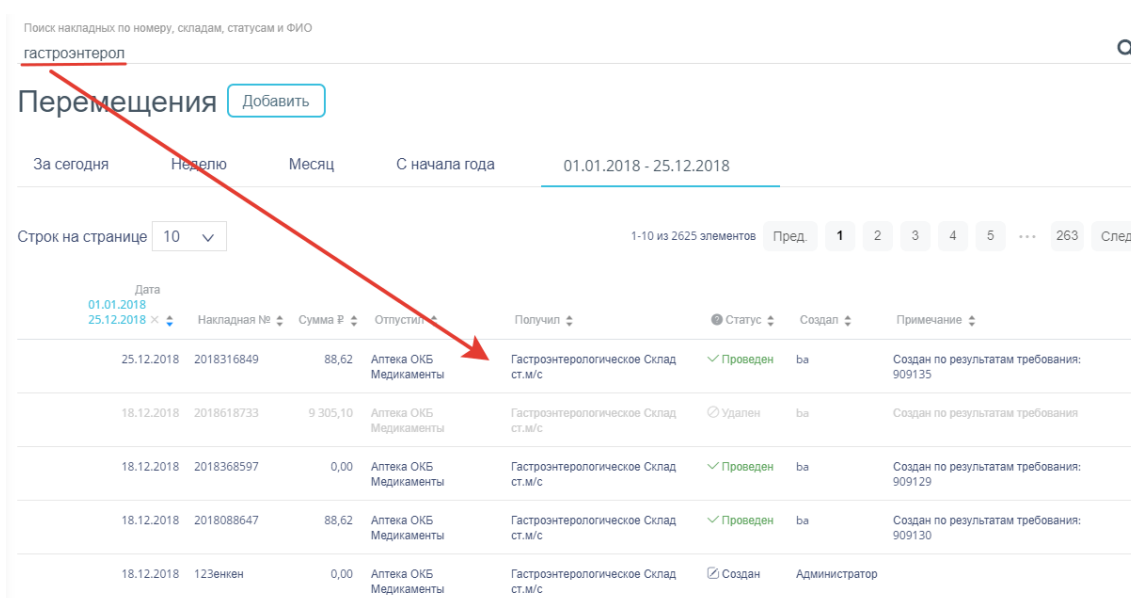 Поиск накладных по номеру, складам, статусам и ФИО
гастроэнтерол
Перемещения Добавить
За сегодня Неделю Месяц С начала года 01.01.2018 - 25.12.2018
Строк на странице 10 1-10 из 2625 элементов Пред. 1 2 3 4 5 ··· 263 След
Дата
01.01.2018
25.12.2018 × Накладная № Сумма ₽ Отпустил Получил Статус Создал Примечание
25.12.2018 2018316849 88,62 Аптека ОКБ Гастроэнтерологическое Склад Проведен ba Создан по результатам требования:
Медикаменты ст.м/с 909135
18.12.2018 2018618733 9 305,10 Аптека ОКБ Гастроэнтерологическое Склад Удален ba Создан по результатам требования
Медикаменты ст.м/с
18.12.2018 2018368597 0,00 Аптека ОКБ Гастроэнтерологическое Склад Проведен ba Создан по результатам требования:
Медикаменты ст.м/с 909129
18.12.2018 2018088647 88,62 Аптека ОКБ Гастроэнтерологическое Склад Проведен ba Создан по результатам требования:
Медикаменты ст.м/с 909130
18.12.2018 123енкен 0,00 Аптека ОКБ Гастроэнтерологическое Склад Создан Администратор
Медикаменты ст.м/с